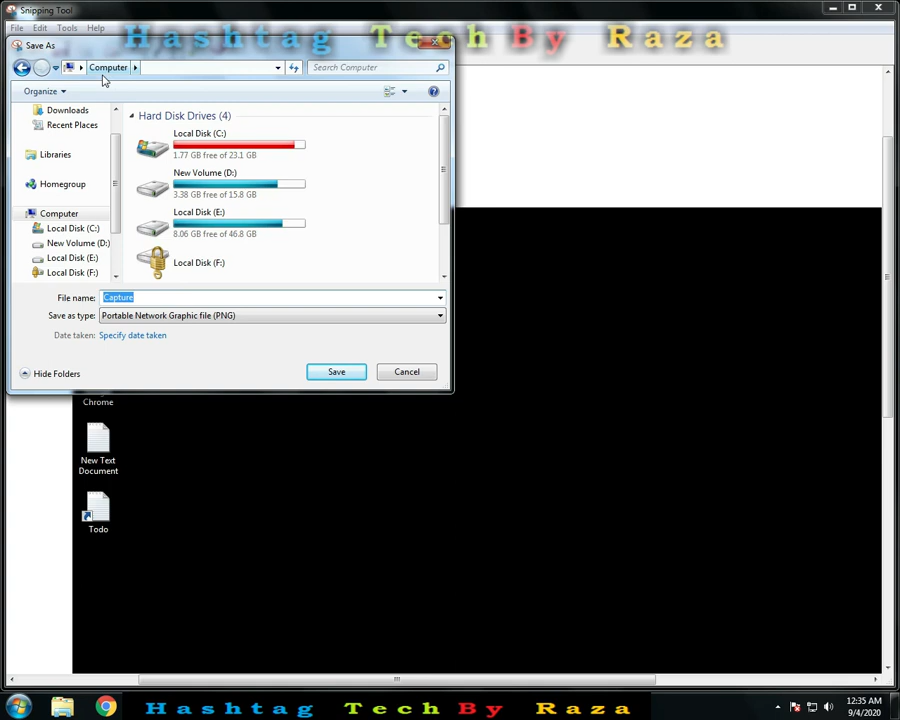 Snipping Tool
File Edit Tools Help
Hashtag Tech By Raza
Save As
Computer
Search Computer
Organize
Downloads
Recent Places
Libraries
Homegroup
Computer
Local Disk (C:)
New Volume (D:)
Local Disk (E:)
Local Disk (F:)
Hard Disk Drives (4)
Local Disk (C:)
1.77 GB free of 23.1 GB
New Volume (D:)
3.38 GB free of 15.8 GB
Local Disk (E:)
8.06 GB free of 46.8 GB
Local Disk (F:)
File name: Capture
Save as type: Portable Network Graphic file (PNG)
Date taken: Specify date taken
Hide Folders
Save
Cancel
Chrome
New Text
Document
Todo
Hashtag Tech By Raza
12:35 AM
9/4/2020